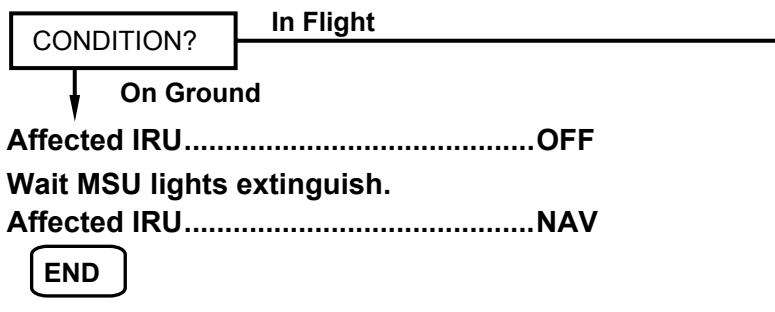 In Flight
CONDITION?
On Ground
Affected IRU...........................................OFF
Wait MSU lights extinguish.
Affected IRU...........................................NAV
END